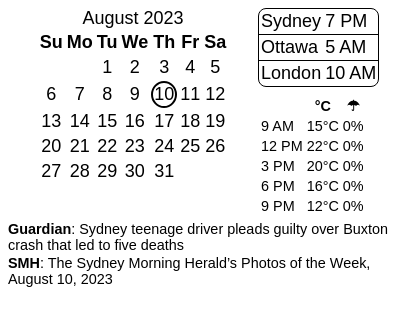 August 2023
Su Mo Tu We Th Fr Sa
1 2 3 4 5
6 7 8 9 10 11 12
13 14 15 16 17 18 19
20 21 22 23 24 25 26
27 28 29 30 31
Sydney 7 PM
Ottawa 5 AM
London 10 AM
°C ☂
9 AM 15°C 0%
12 PM 22°C 0%
3 PM 20°C 0%
6 PM 16°C 0%
9 PM 12°C 0%
Guardian: Sydney teenage driver pleads guilty over Buxton
crash that led to five deaths
SMH: The Sydney Morning Herald’s Photos of the Week,
August 10, 2023